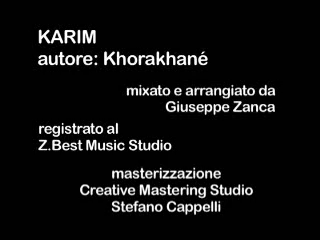 KARIM
autore: Khorakhané
mixato e arrangiato da
Giuseppe Zanca
registrato al
Z.Best Music Studio
masterizzazione
Creative Mastering Studio
Stefano Cappelli